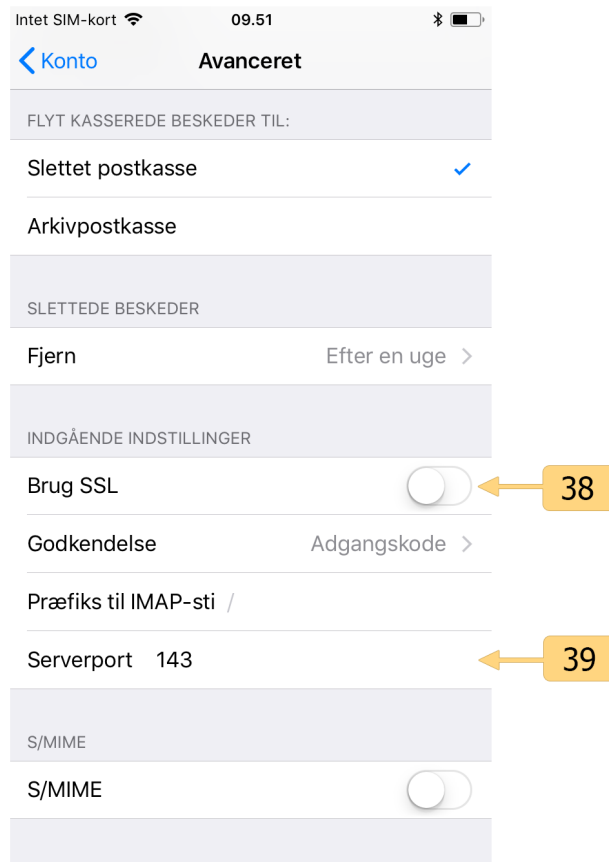 Intet SIM-kort 09.51
Konto Avanceret
FLYT KASSEREDE BESKEDER TIL:
Slettet postkasse
Arkivpostkasse
SLETTEDE BESKEDER
Fjern Efter en uge
INDGÅENDE INDSTILLINGER
Brug SSL 38
Godkendelse Adgangskode
Præfiks til IMAP-sti /
Serverport 143 39
S/MIME
S/MIME